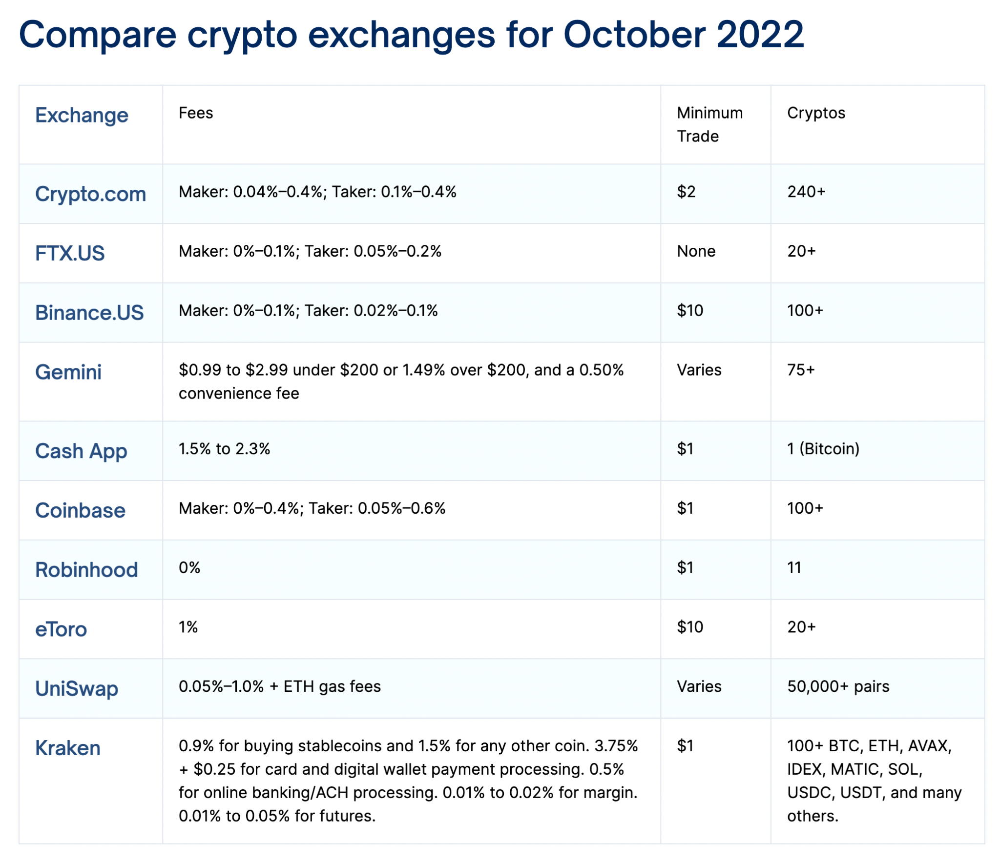 Compare crypto exchanges for October 2022
Exchange
Fees
Minimum
Trade
Cryptos
Crypto.com
Maker: 0.04%–0.4%; Taker: 0.1%–0.4%
$2
240+
FTX.US
Maker: 0%–0.1%; Taker: 0.05%–0.2%
None
20+
Binance.US
Maker: 0%–0.1%; Taker: 0.02%–0.1%
$10
100+
Gemini
$0.99 to $2.99 under $200 or 1.49% over $200, and a 0.50%
convenience fee
Varies
75+
Cash App
1.5% to 2.3%
$1
1 (Bitcoin)
Coinbase
Maker: 0%–0.4%; Taker: 0.05%–0.6%
$1
100+
Robinhood
0%
$1
11
eToro
1%
$10
20+
UniSwap
0.05%–1.0% + ETH gas fees
Varies
50,000+ pairs
Kraken
0.9% for buying stablecoins and 1.5% for any other coin. 3.75%
+ $0.25 for card and digital wallet payment processing. 0.5%
for online banking/ACH processing. 0.01% to 0.02% for margin.
0.01% to 0.05% for futures.
$1
100+ BTC, ETH, AVAX,
IDEX, MATIC, SOL,
USDC, USDT, and many
others.